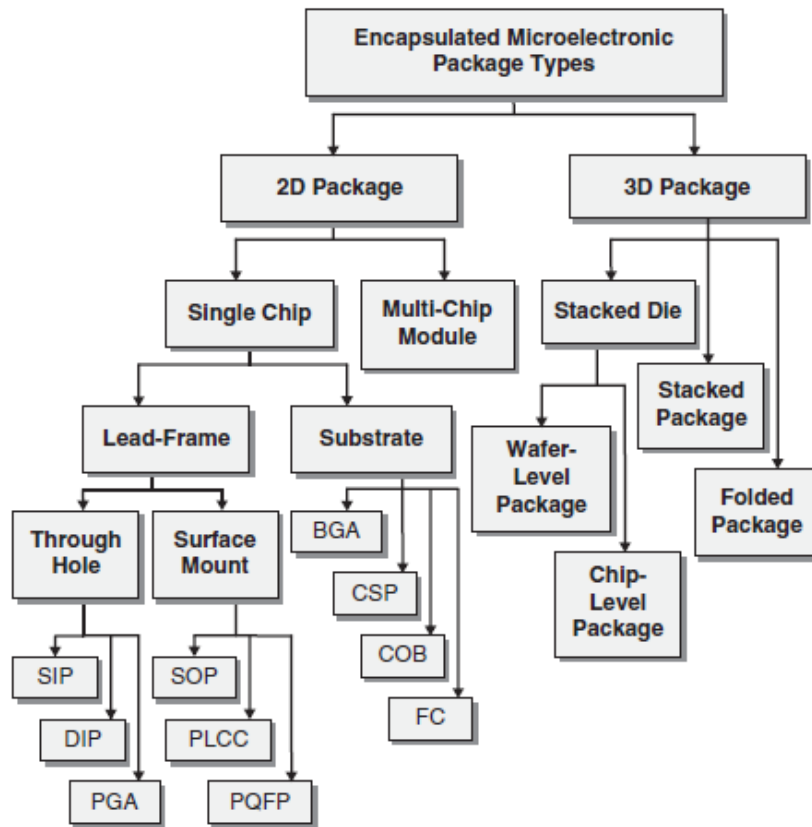 Encapsulated Microelectronic
Package Types
2D Package
3D Package
Single Chip
Multi-Chip
Module
Stacked Die
Stacked
Package
Lead-Frame
Substrate
Wafer-
Level
Package
Folded
Package
Through
Hole
Surface
Mount
BGA
Chip-
Level
Package
CSP
COB
SIP
SOP
FC
DIP
PLCC
PGA
PQFP